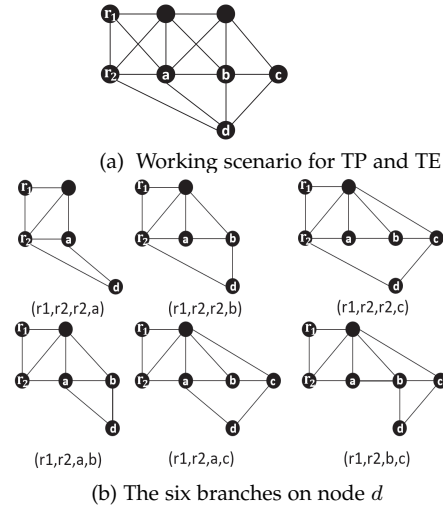 r1
r2 a b c
d
(a) Working scenario for TP and TE
r1 r1 r1
r2 a r2 a b r2 a b c
d d d
(r1,r2,r2,a) (r1,r2,r2,b) (r1,r2,r2,c)
r1 r1 r1
r2 a b r2 a c r2 a b c
d d d
(r1,r2,a,b) (r1,r2,a,c) (r1,r2,b,c)
(b) The six branches on node d